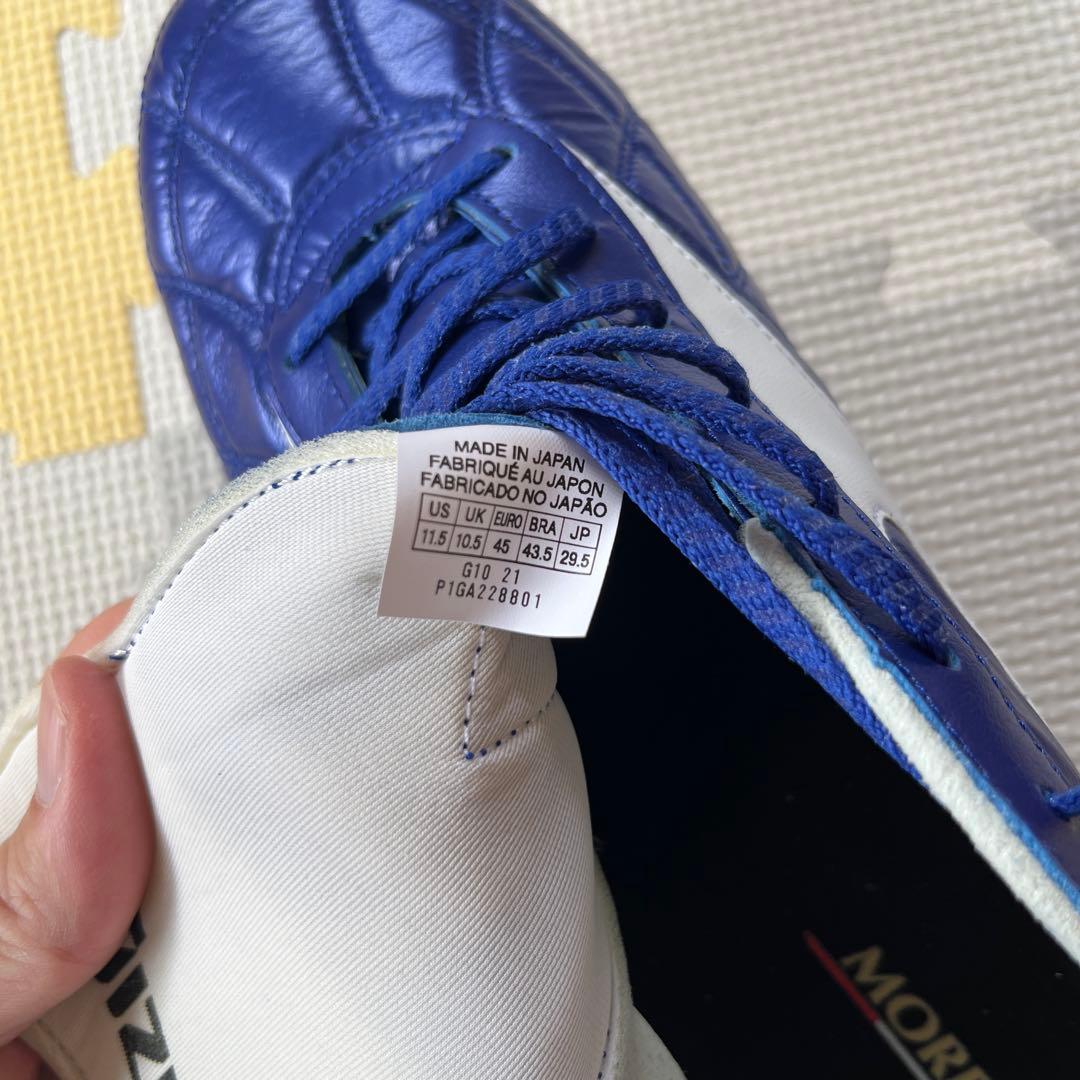 MADE IN JAPAN
FABRIQUÉ AU JAPON
FABRICADO NO JAPÃO
US UK EURO BRA JP
11.5 10.5 45 43.5 29.5
G10 21
P1GA228801
MORE